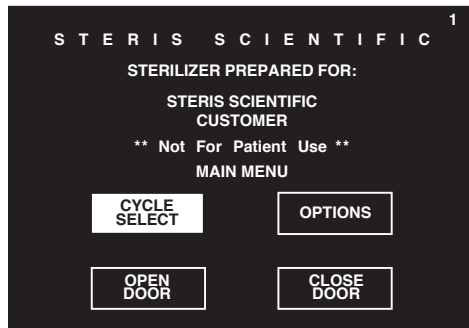 1
S T E R I S   S C I E N T I F I C
STERILIZER PREPARED FOR:
STERIS SCIENTIFIC
CUSTOMER
** Not For Patient Use **
MAIN MENU
CYCLE
SELECT
OPTIONS
OPEN
DOOR
CLOSE
DOOR